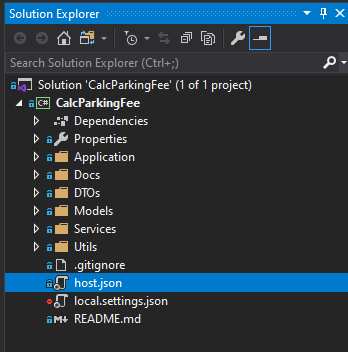 Solution Explorer
Search Solution Explorer (Ctrl+;)
Solution 'CalcParkingFee' (1 of 1 project)
C# CalcParkingFee
Dependencies
Properties
Application
Docs
DTOs
Models
Services
Utils
.gitignore
host.json
local.settings.json
M README.md